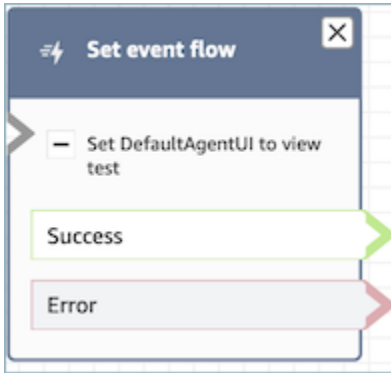 Set event flow
Set DefaultAgentUI to view
test
Success
Error